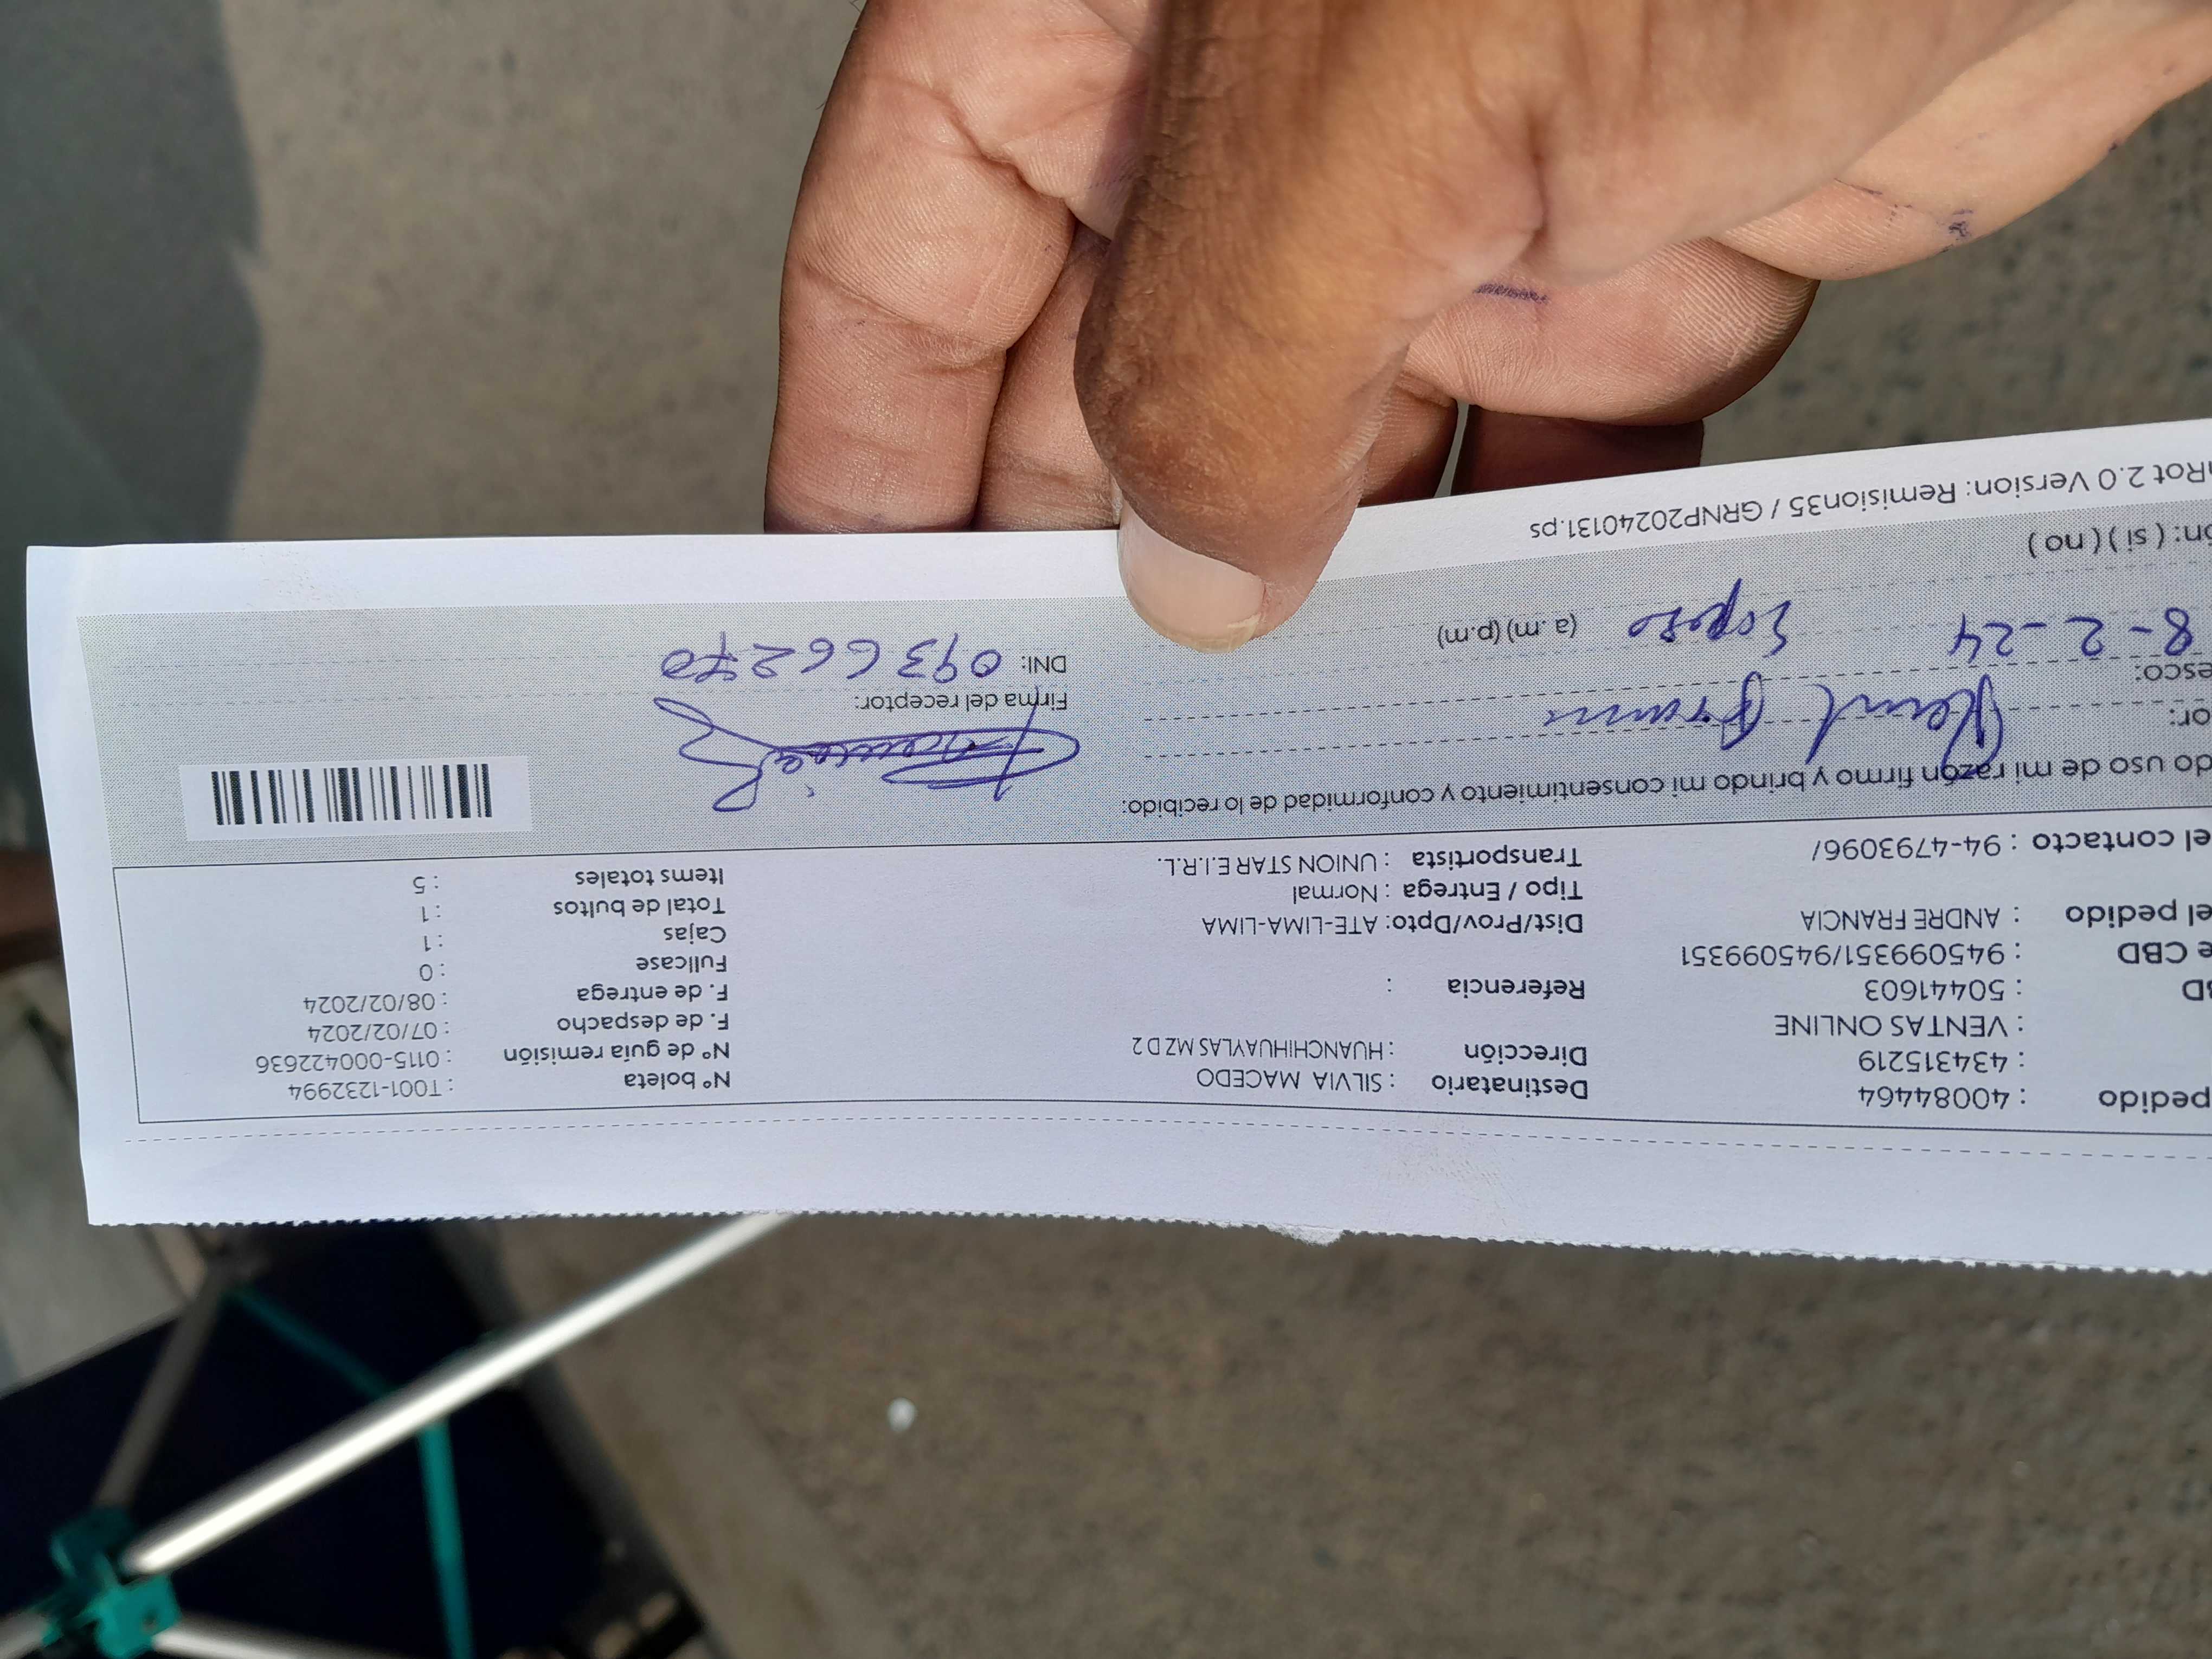 pedido : 40084464 Destinatario : SILVIA MACEDO Nº boleta : T001-1232994
: 434315219 Dirección : HUANCHIHUAYLAS MZ D 2 Nº de guía remisión : 0115-000422636
: VENTAS ONLINE F. de despacho : 07/02/2024
: 50441603 Referencia : F. de entrega : 08/02/2024
e CBD : 945099351/945099351 Fullcase : 0
el pedido : ANDRE FRANCIA Dist/Prov/Dpto: ATE-LIMA-LIMA Cajas : 1
Tipo / Entrega : Normal Total de bultos : 1
el contacto : 94-4793096/ Transportista : UNION STAR E.I.R.L. Items totales : 5
do uso de mi razón firmo y brindo mi consentimiento y conformidad de lo recibido:
or:
esco: Firma del receptor:
8-2-24 (a.m) (p.m) DNI: 09366270
ón: ( si ) ( no )
Rot 2.0 Version: Remision35 / GRNP20240131.ps